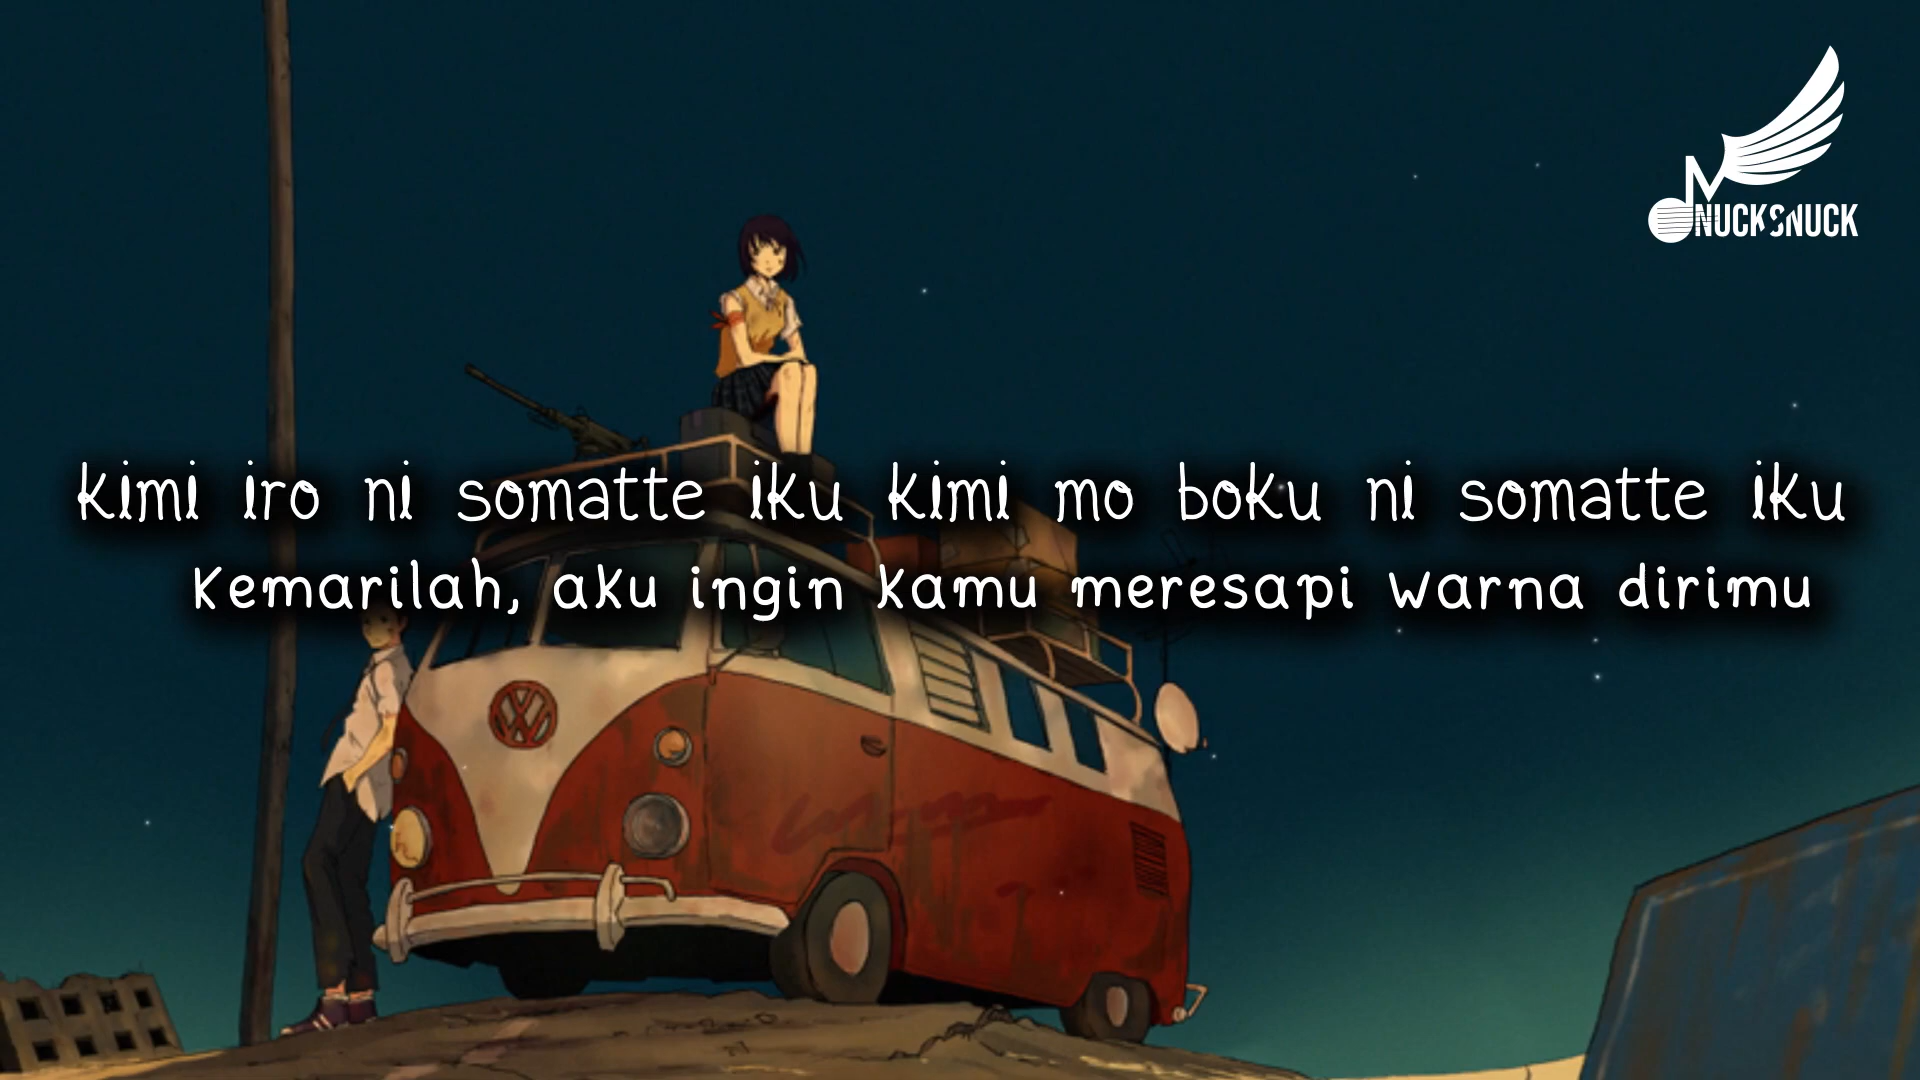 NUCKSNUCK
kimi iro ni somatte iku kimi mo boku ni somatte iku
Kemarilah, aku ingin kamu meresapi warna dirimu